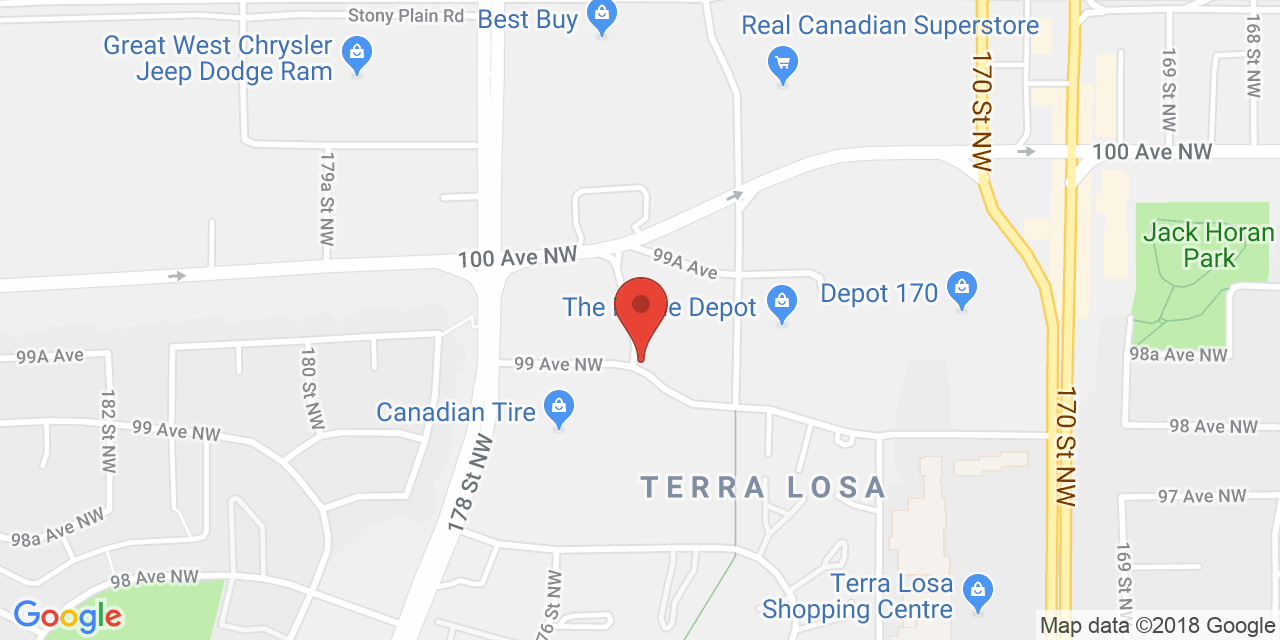 Stony Plain Rd
Best Buy
Real Canadian Superstore
Great West Chrysler
Jeep Dodge Ram
170 St NW
169 St NW
168 St NW
179a St NW
100 Ave NW
100 Ave NW
99A Ave
Jack Horan
Park
The
Depot
Depot 170
99A Ave
180 St NW
99 Ave NW
98a Ave NW
182 St NW
99 Ave NW
Canadian Tire
170 St NW
98 Ave NW
178 St NW
TERRA LOSA
97 Ave NW
98a Ave NW
98 Ave NW
169 St NW
Terra Losa
Shopping Centre
Google
Map data ©2018 Google